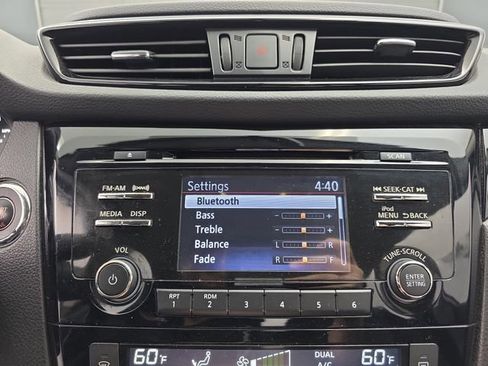 SCAN
FM-AM
MEDIA DISP
VOL
Settings 4:40
Bluetooth
Bass - +
Treble - +
Balance L R
Fade R F
SEEK·CAT
iPod
MENU BACK
TUNE·SCROLL
ENTER
SETTING
RPT RDM
1 2 3 4 5 6
60°F DUAL 60°F
A/C